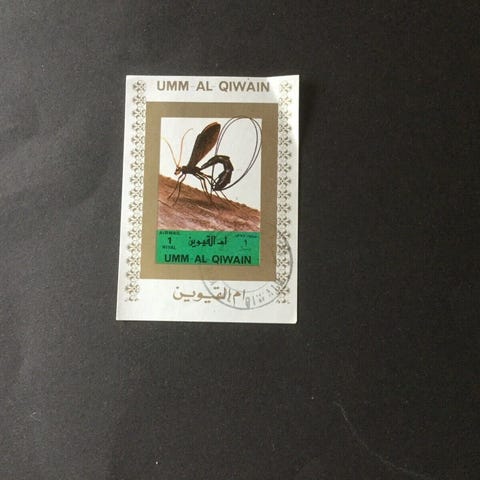 UMM-AL-QIWAIN
AIRMAIL
1
RIYAL
ام القيوين
1
UMM AL QIWAIN
ام القيوين